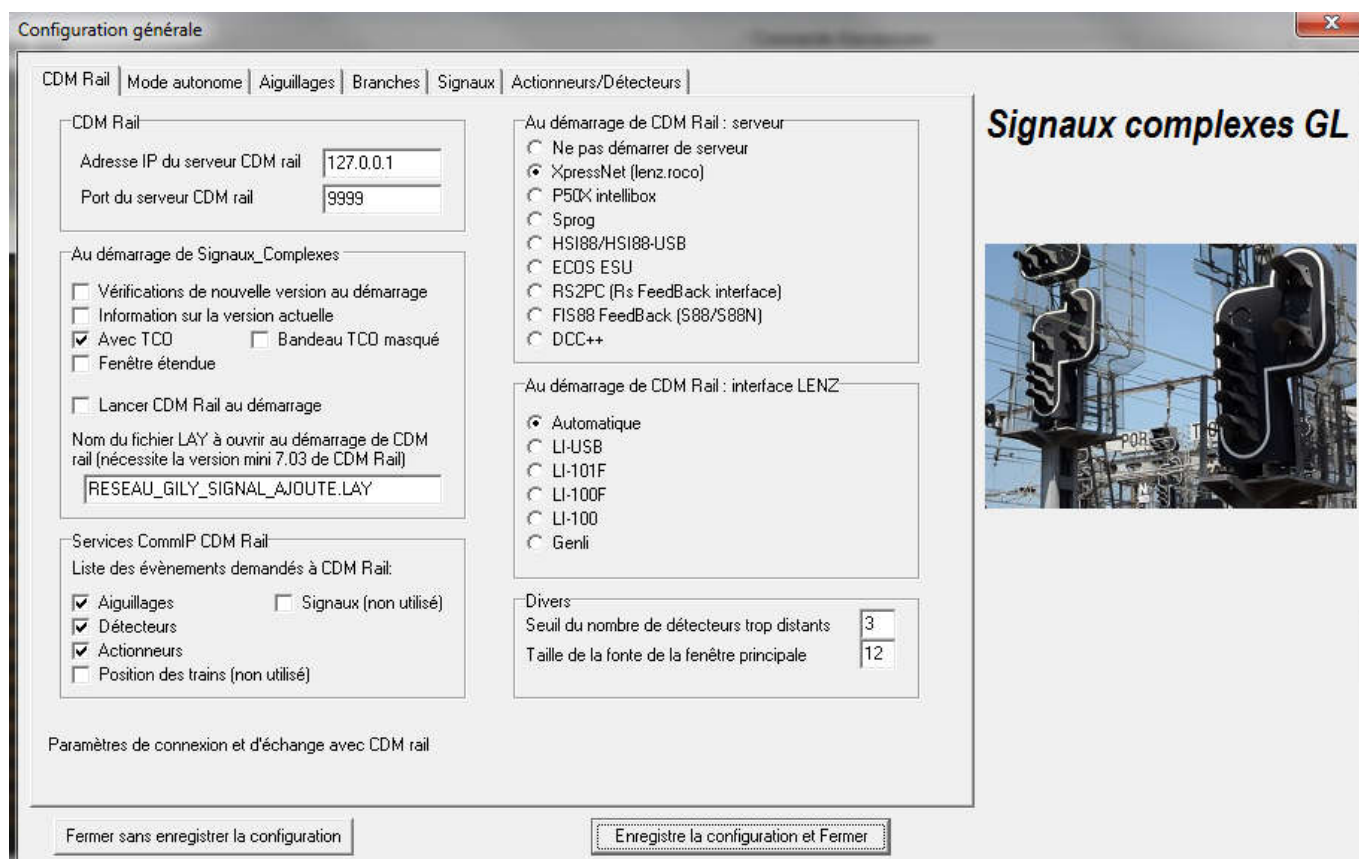 Configuration générale
CDM Rail
Mode autonome
Aiguillages
Branches
Signaux
Actionneurs/Détecteurs
CDM Rail
Adresse IP du serveur CDM rail 127.0.0.1
Port du serveur CDM rail 9999
Au démarrage de Signaux_Complexes
Vérifications de nouvelle version au démarrage
Information sur la version actuelle
Avec TCO
Bandeau TCO masqué
Fenêtre étendue
Lancer CDM Rail au démarrage
Nom du fichier LAY à ouvrir au démarrage de CDM
rail (nécessite la version mini 7.03 de CDM Rail)
RESEAU_GILY_SIGNAL_AJOUTE.LAY
Services CommIP CDM Rail
Liste des évènements demandés à CDM Rail:
Aiguillages
Signaux (non utilisé)
Détecteurs
Actionneurs
Position des trains (non utilisé)
Au démarrage de CDM Rail : serveur
Ne pas démarrer de serveur
XpressNet (lenz.roco)
P50X intellibox
Sprog
HSI88/HSI88-USB
ECOS ESU
RS2PC (Rs FeedBack interface)
FIS88 FeedBack (S88/S88N)
DCC++
Au démarrage de CDM Rail : interface LENZ
Automatique
LI-USB
LI-101F
LI-100F
LI-100
Genli
Divers
Seuil du nombre de détecteurs trop distants 3
Taille de la fonte de la fenêtre principale 12
Signaux complexes GL
Paramètres de connexion et d'échange avec CDM rail
Fermer sans enregistrer la configuration
Enregistre la configuration et Fermer